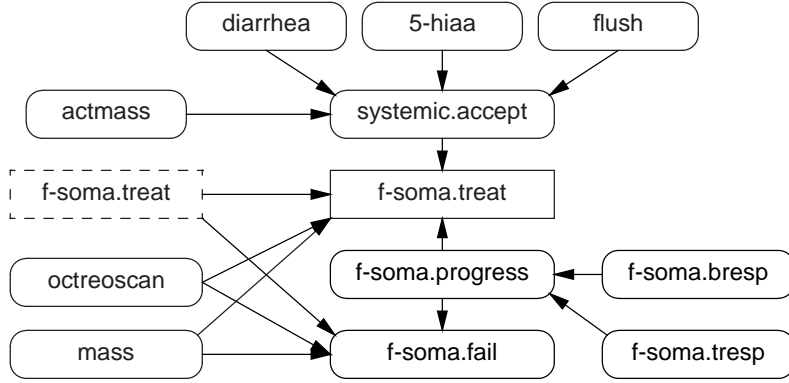 diarrhea
5-hiaa
flush
actmass
systemic.accept
f-soma.treat
f-soma.treat
octreoscan
f-soma.progress
f-soma.bresp
mass
f-soma.fail
f-soma.tresp